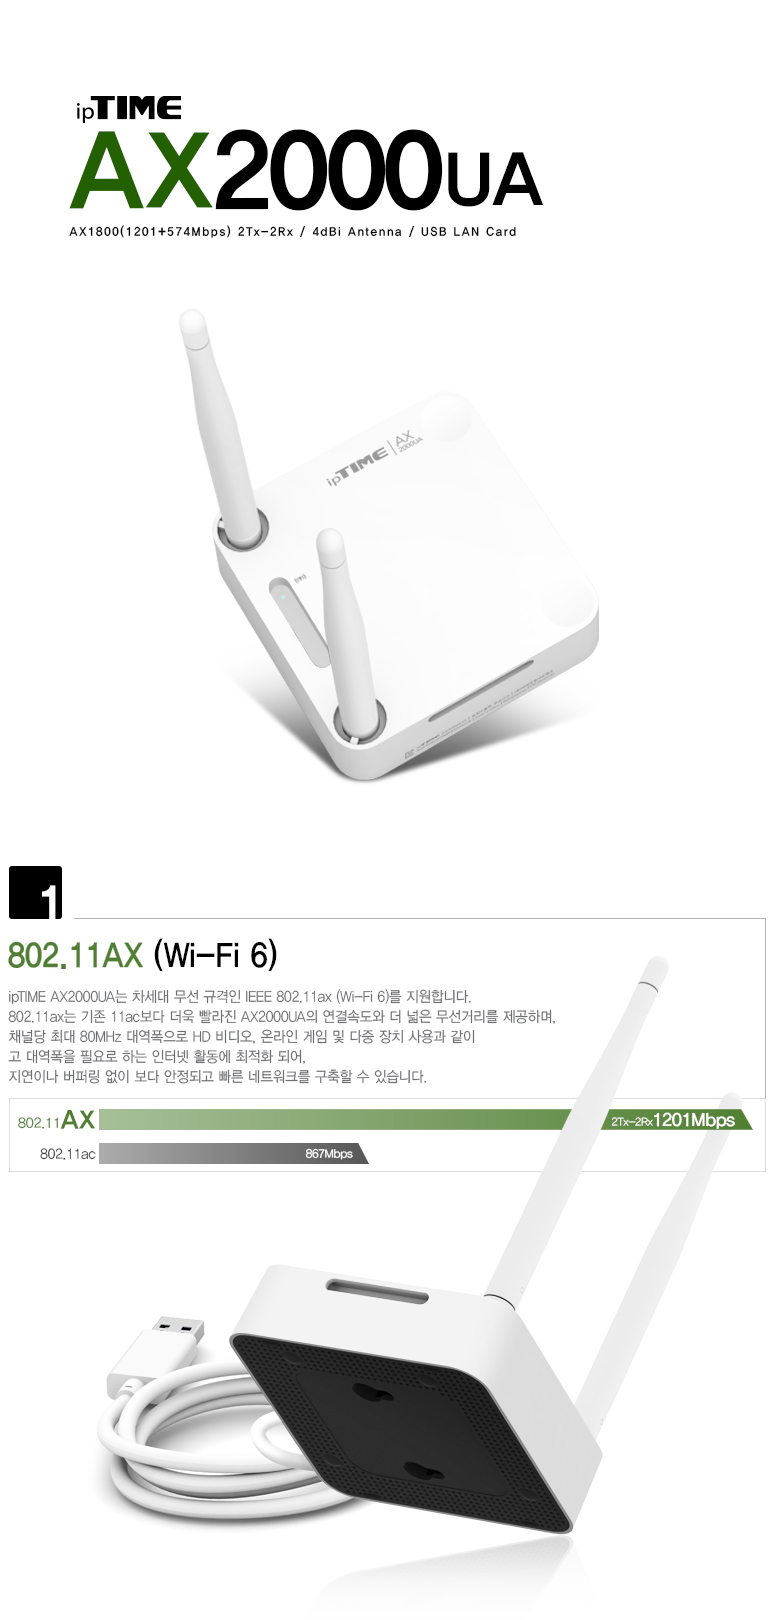 ipTIME
AX2000UA
AX1800(1201+574Mbps) 2Tx-2Rx / 4dBi Antenna / USB LAN Card
ipTIME AX
2000UA
1
802.11AX (Wi-Fi 6)
ipTIME AX2000UA는 차세대 무선 규격인 IEEE 802.11ax (Wi-Fi 6)를 지원합니다.
802.11ax는 기존 11ac보다 더욱 빨라진 AX2000UA의 연결속도와 더 넓은 무선거리를 제공하며,
채널당 최대 80MHz 대역폭으로 HD 비디오, 온라인 게임 및 다중 장치 사용과 같이
고 대역폭을 필요로 하는 인터넷 활동에 최적화 되어,
지연이나 버퍼링 없이 보다 안정되고 빠른 네트워크를 구축할 수 있습니다.
802.11AX 2Tx-2Rx1201Mbps
802.11ac 867Mbps